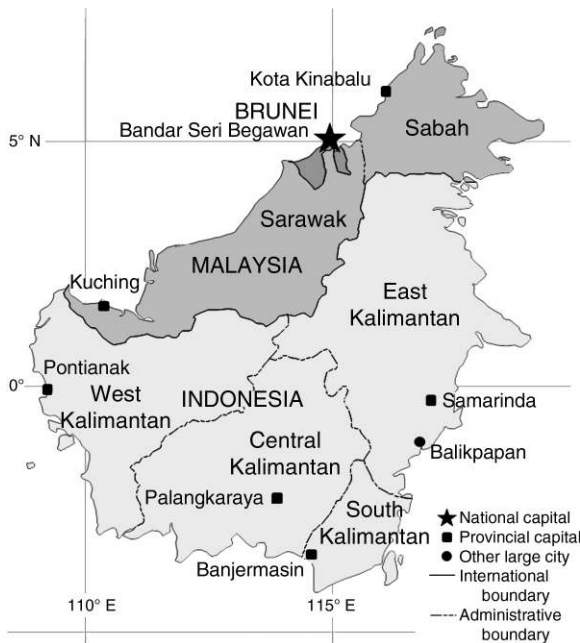 Kota Kinabalu
BRUNEI
Bandar Seri Begawan
Sabah
5° N
Sarawak
MALAYSIA
Kuching
East
Kalimantan
Pontianak
0°
West
Kalimantan
INDONESIA
Samarinda
Central
Kalimantan
Balikpapan
Palangkaraya
South
Kalimantan
Banjermasin
National capital
Provincial capital
Other large city
International
boundary
Administrative
boundary
110° E
115° E